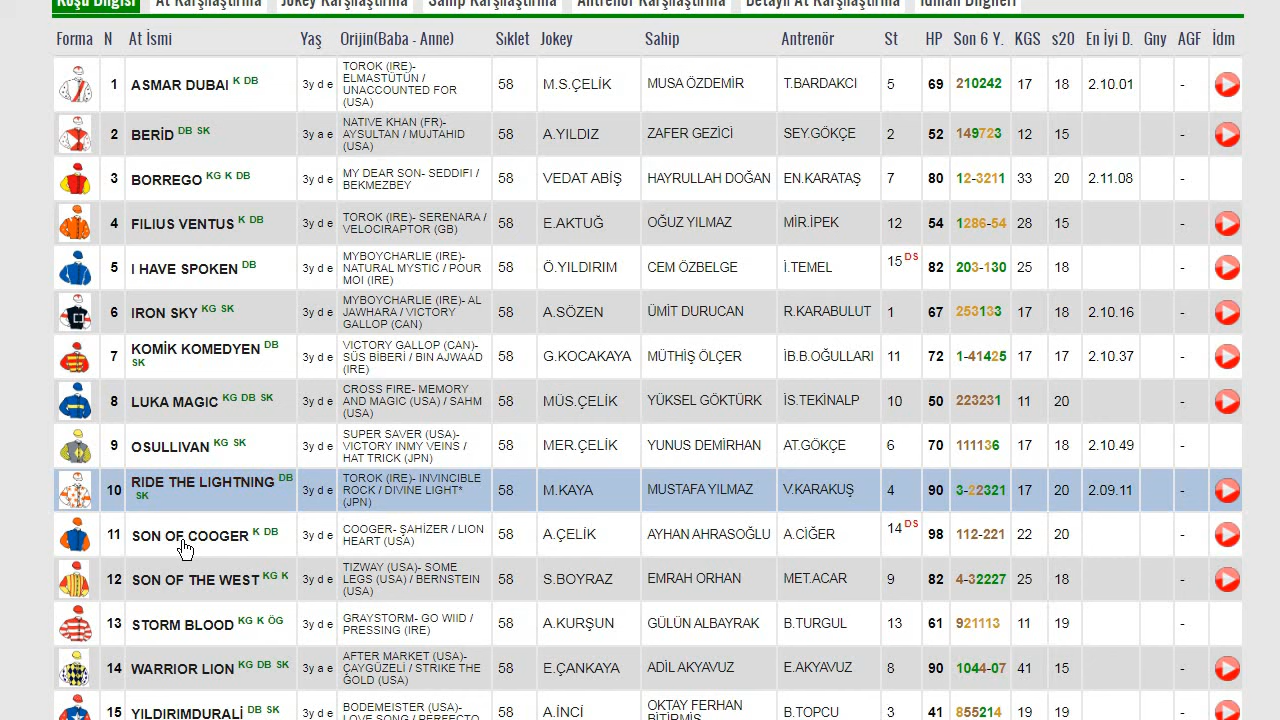 Koşu Bilgisi At Karşılaştırma Jokey Karşılaştırma Sahip Karşılaştırma Antrenör Karşılaştırma Detaylı At Karşılaştırma İdman Bilgileri
Forma N At İsmi Yaş Orijin(Baba - Anne) Sıklet Jokey Sahip Antrenör St HP Son 6 Y. KGS s20 En İyi D. Gny AGF İdm
1 ASMAR DUBAI K DB 3y d e TOROK (IRE)- ELMASTÜTÜN / UNACCOUNTED FOR (USA) 58 M.S.ÇELİK MUSA ÖZDEMİR T.BARDAKCI 5 69 210242 17 18 2.10.01 -
2 BERİD DB SK 3y a e NATIVE KHAN (FR)- AYSULTAN / MUJTAHID (USA) 58 A.YILDIZ ZAFER GEZİCİ SEY.GÖKÇE 2 52 149723 12 15 -
3 BORREGO KG K DB 3y d e MY DEAR SON- SEDDIFI / BEKMEZBEY 58 VEDAT ABİŞ HAYRULLAH DOĞAN EN.KARATAŞ 7 80 12-3211 33 20 2.11.08 -
4 FILIUS VENTUS K DB 3y d e TOROK (IRE)- SERENARA / VELOCIRAPTOR (GB) 58 E.AKTUĞ OĞUZ YILMAZ MİR.İPEK 12 54 1286-54 28 15 -
5 I HAVE SPOKEN DB 3y d e MYBOYCHARLIE (IRE)- NATURAL MYSTIC / POUR MOI (IRE) 58 Ö.YILDIRIM CEM ÖZBELGE İ.TEMEL 15 DS 82 203-130 25 18 -
6 IRON SKY KG SK 3y d e MYBOYCHARLIE (IRE)- AL JAWHARA / VICTORY GALLOP (CAN) 58 A.SÖZEN ÜMİT DURUCAN R.KARABULUT 1 67 253133 17 18 2.10.16 -
7 KOMİK KOMEDYEN DB SK 3y d e VICTORY GALLOP (CAN)- SÜS BİBERİ / BIN AJWAAD (IRE) 58 G.KOCAKAYA MÜTHİŞ ÖLÇER İB B.OĞULLARI 11 72 1-41425 17 17 2.10.37 -
8 LUKA MAGIC KG DB SK 3y d e CROSS FIRE- MEMORY AND MAGIC (USA) / SAHM (USA) 58 MÜS.ÇELİK YÜKSEL GÖKTÜRK İS.TEKİNALP 10 50 223231 11 20 -
9 OSULLIVAN KG SK 3y d e SUPER SAVER (USA)- VICTORY INMY VEINS / HAT TRICK (JPN) 58 MER.ÇELİK YUNUS DEMİRHAN AT.GÖKÇE 6 70 111136 17 18 2.10.49 -
10 RIDE THE LIGHTNING DB SK 3y d e TOROK (IRE)- INVINCIBLE ROCK / DIVINE LIGHT* (JPN) 58 M.KAYA MUSTAFA YILMAZ V.KARAKUŞ 4 90 3-22321 17 20 2.09.11 -
11 SON OF COOGER K DB 3y d e COOGER- ŞAHİZER / LION HEART (USA) 58 A.ÇELİK AYHAN AHRASOĞLU A.CİĞER 14 DS 98 112-221 22 20 -
12 SON OF THE WEST KG K 3y d e TIZWAY (USA)- SOME LEGS (USA) / BERNSTEIN (USA) 58 S.BOYRAZ EMRAH ORHAN MET.ACAR 9 82 4-32227 25 18 -
13 STORM BLOOD KG K ÖG 3y d e GRAYSTORM- GO WIID / PRESSING (IRE) 58 A.KURŞUN GÜLÜN ALBAYRAK B.TURGUL 13 61 921113 11 19 -
14 WARRIOR LION KG DB SK 3y a e AFTER MARKET (USA)- ÇAYGÜZELİ / STRIKE THE GOLD (USA) 58 E.ÇANKAYA ADİL AKYAVUZ E.AKYAVUZ 8 90 1044-07 41 15 -
15 YILDIRIMDURALİ DB SK 3y d e BODEMEISTER (USA)- LOVE SONG / PERFECTO 58 A.İNCİ OKTAY FERHAN BİTİRMİŞ B.TOPCU 3 41 855214 19 19 -